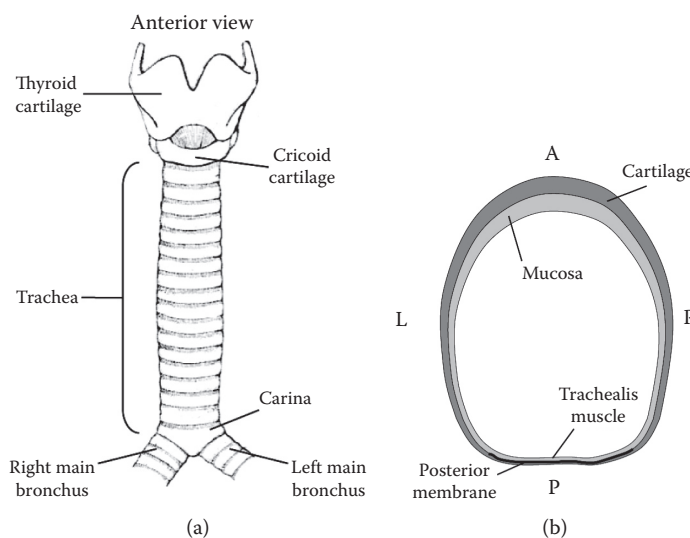 Anterior view
Thyroid
cartilage
Cricoid
cartilage
Trachea
Carina
Right main
bronchus
Left main
bronchus
(a)
A
Cartilage
Mucosa
L
R
Trachealis
muscle
Posterior
membrane
P
(b)